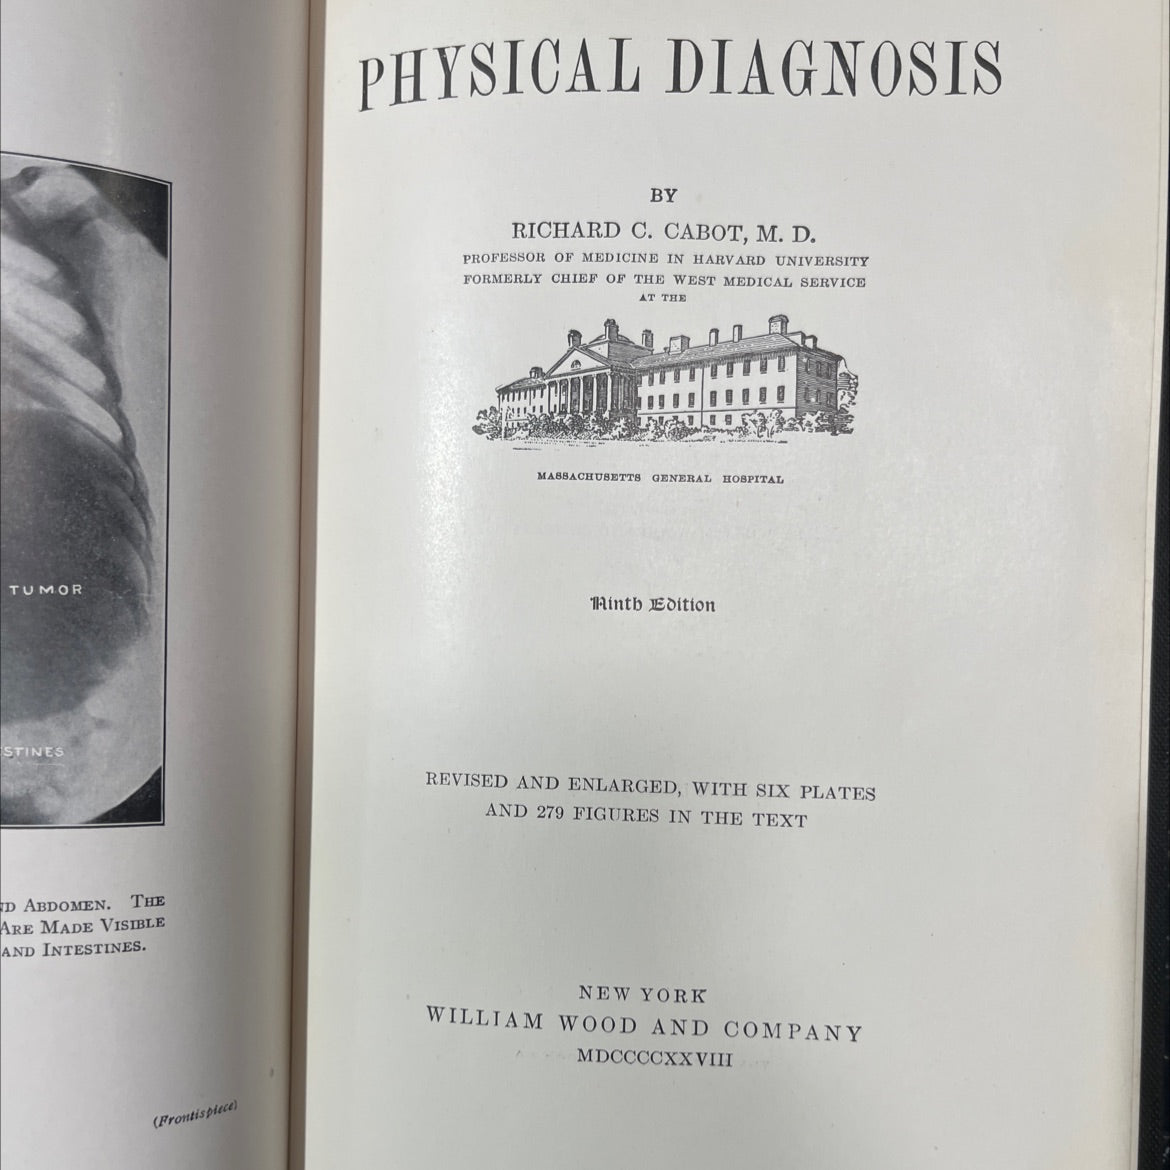 TUMOR
STINES
ND ABDOMEN. THE
ARE MADE VISIBLE
AND INTESTINES.
(Frontispiece)
PHYSICAL DIAGNOSIS
BY
RICHARD C. CABOT, M. D.
PROFESSOR OF MEDICINE IN HARVARD UNIVERSITY
FORMERLY CHIEF OF THE WEST MEDICAL SERVICE
AT THE
MASSACHUSETTS GENERAL HOSPITAL
Ninth Edition
REVISED AND ENLARGED, WITH SIX PLATES
AND 279 FIGURES IN THE TEXT
NEW YORK
WILLIAM WOOD AND COMPANY
MDCCCCXXVIII